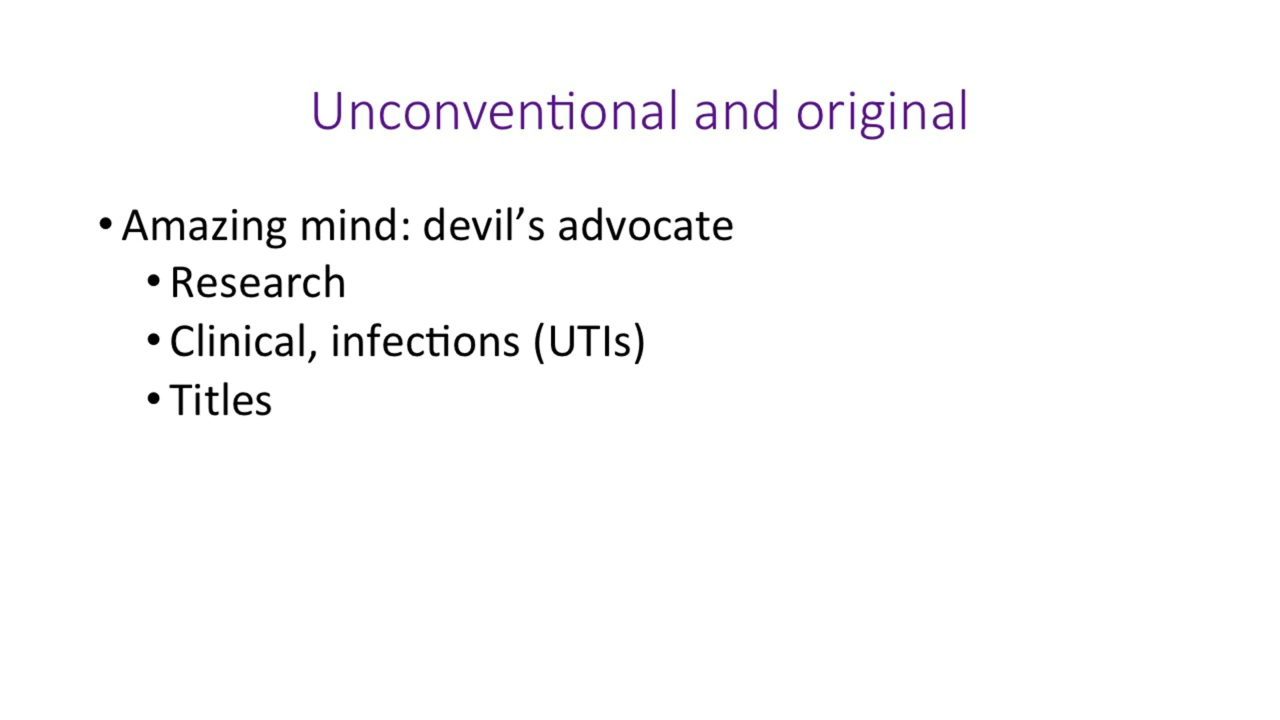 Unconventional and original
• Amazing mind: devil’s advocate
• Research
• Clinical, infections (UTIs)
• Titles